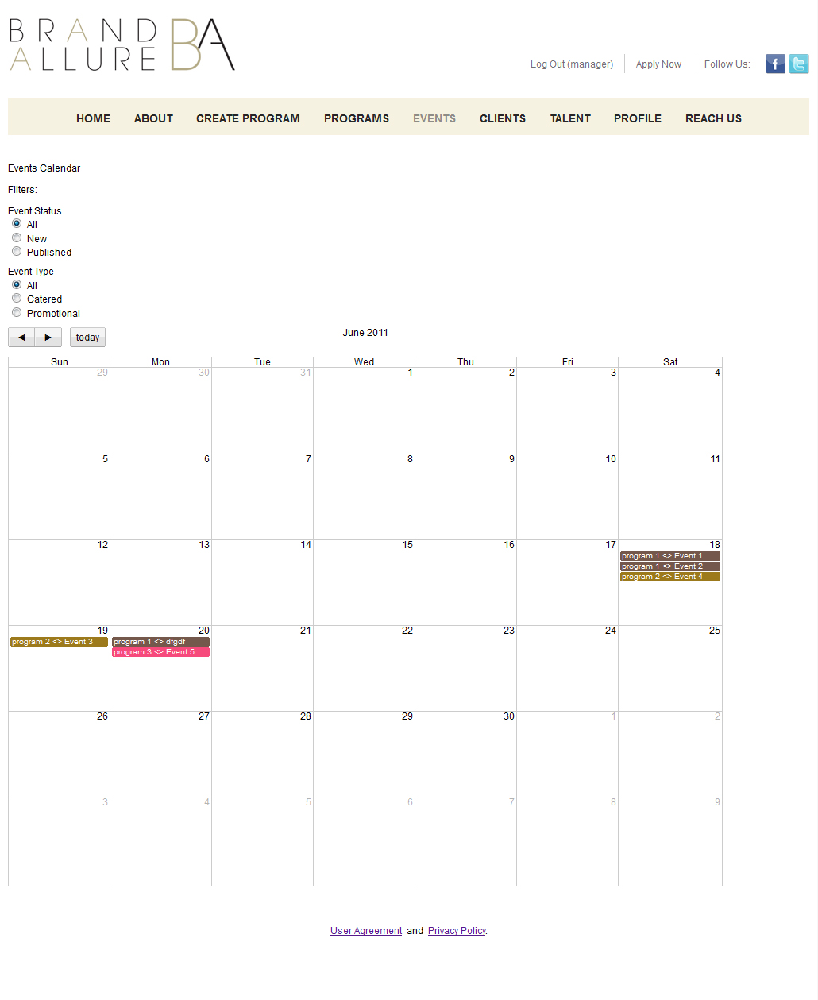 BRAND
ALLURE BA
Log Out (manager) Apply Now Follow Us: f t
HOME ABOUT CREATE PROGRAM PROGRAMS EVENTS CLIENTS TALENT PROFILE REACH US
Events Calendar
Filters:
Event Status
All
New
Published
Event Type
All
Catered
Promotional
today June 2011
Sun Mon Tue Wed Thu Fri Sat
29 30 31 1 2 3 4
5 6 7 8 9 10 11
12 13 14 15 16 17 18
program 1 <> Event 1
program 1 <> Event 2
program 2 <> Event 4
19 20 21 22 23 24 25
program 2 <> Event 3 program 1 <> dfgdf
program 3 <> Event 5
26 27 28 29 30 1 2
3 4 5 6 7 8 9
User Agreement and Privacy Policy.